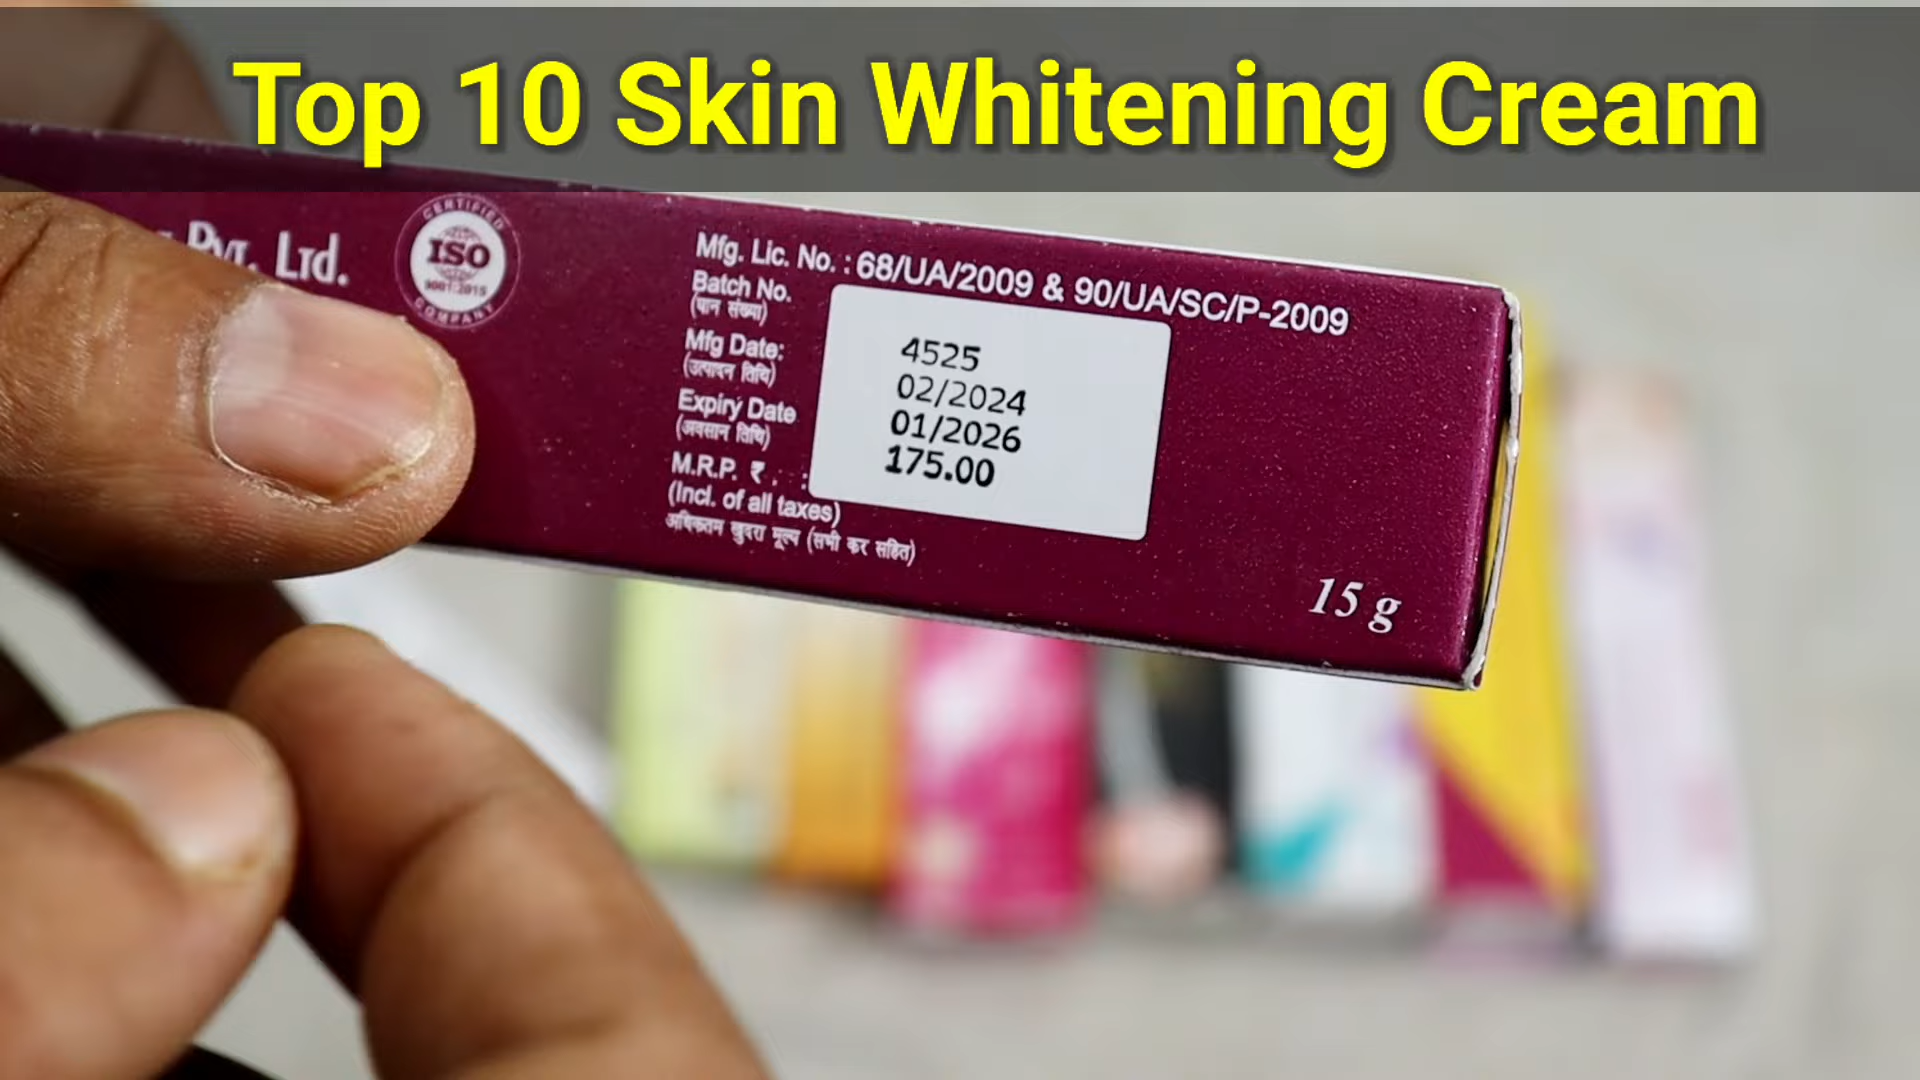 Top 10 Skin Whitening Cream
Pvt. Ltd.
CERTIFIED
ISO
9001:2015
COMPANY
Mfg. Lic. No. : 68/UA/2009 & 90/UA/SC/P-2009
Batch No.
(घान संख्या)
4525
Mfg Date:
(उत्पादन तिथि)
02/2024
Expiry Date
(अवसान तिथि)
01/2026
M.R.P. ₹ . :
175.00
(Incl. of all taxes)
अधिकतम खुदरा मूल्य (सभी कर सहित)
15 g